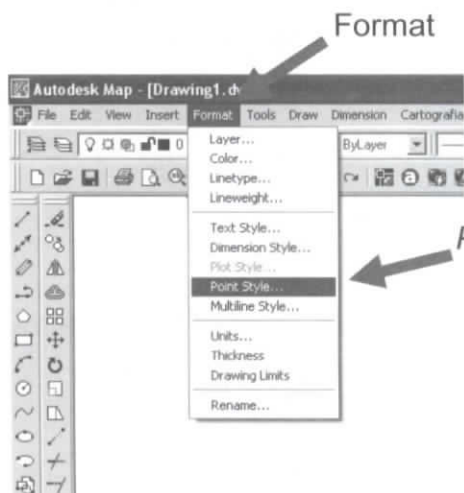 Format
Autodesk Map - [Drawing1.dw
File Edit View Insert Format Tools Draw Dimension Cartografia
0 ByLayer
Layer...
Color...
Linetype...
Lineweight...
Text Style...
Dimension Style...
Plot Style...
Point Style...
Multiline Style...
Units...
Thickness
Drawing Limits
Rename...